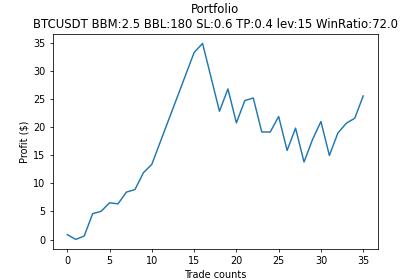 Portfolio
BTCUSDT BBM:2.5 BBL:180 SL:0.6 TP:0.4 lev:15 WinRatio:72.0
35
30
25
20
15
10
5
0
Profit ($)
0 5 10 15 20 25 30 35
Trade counts